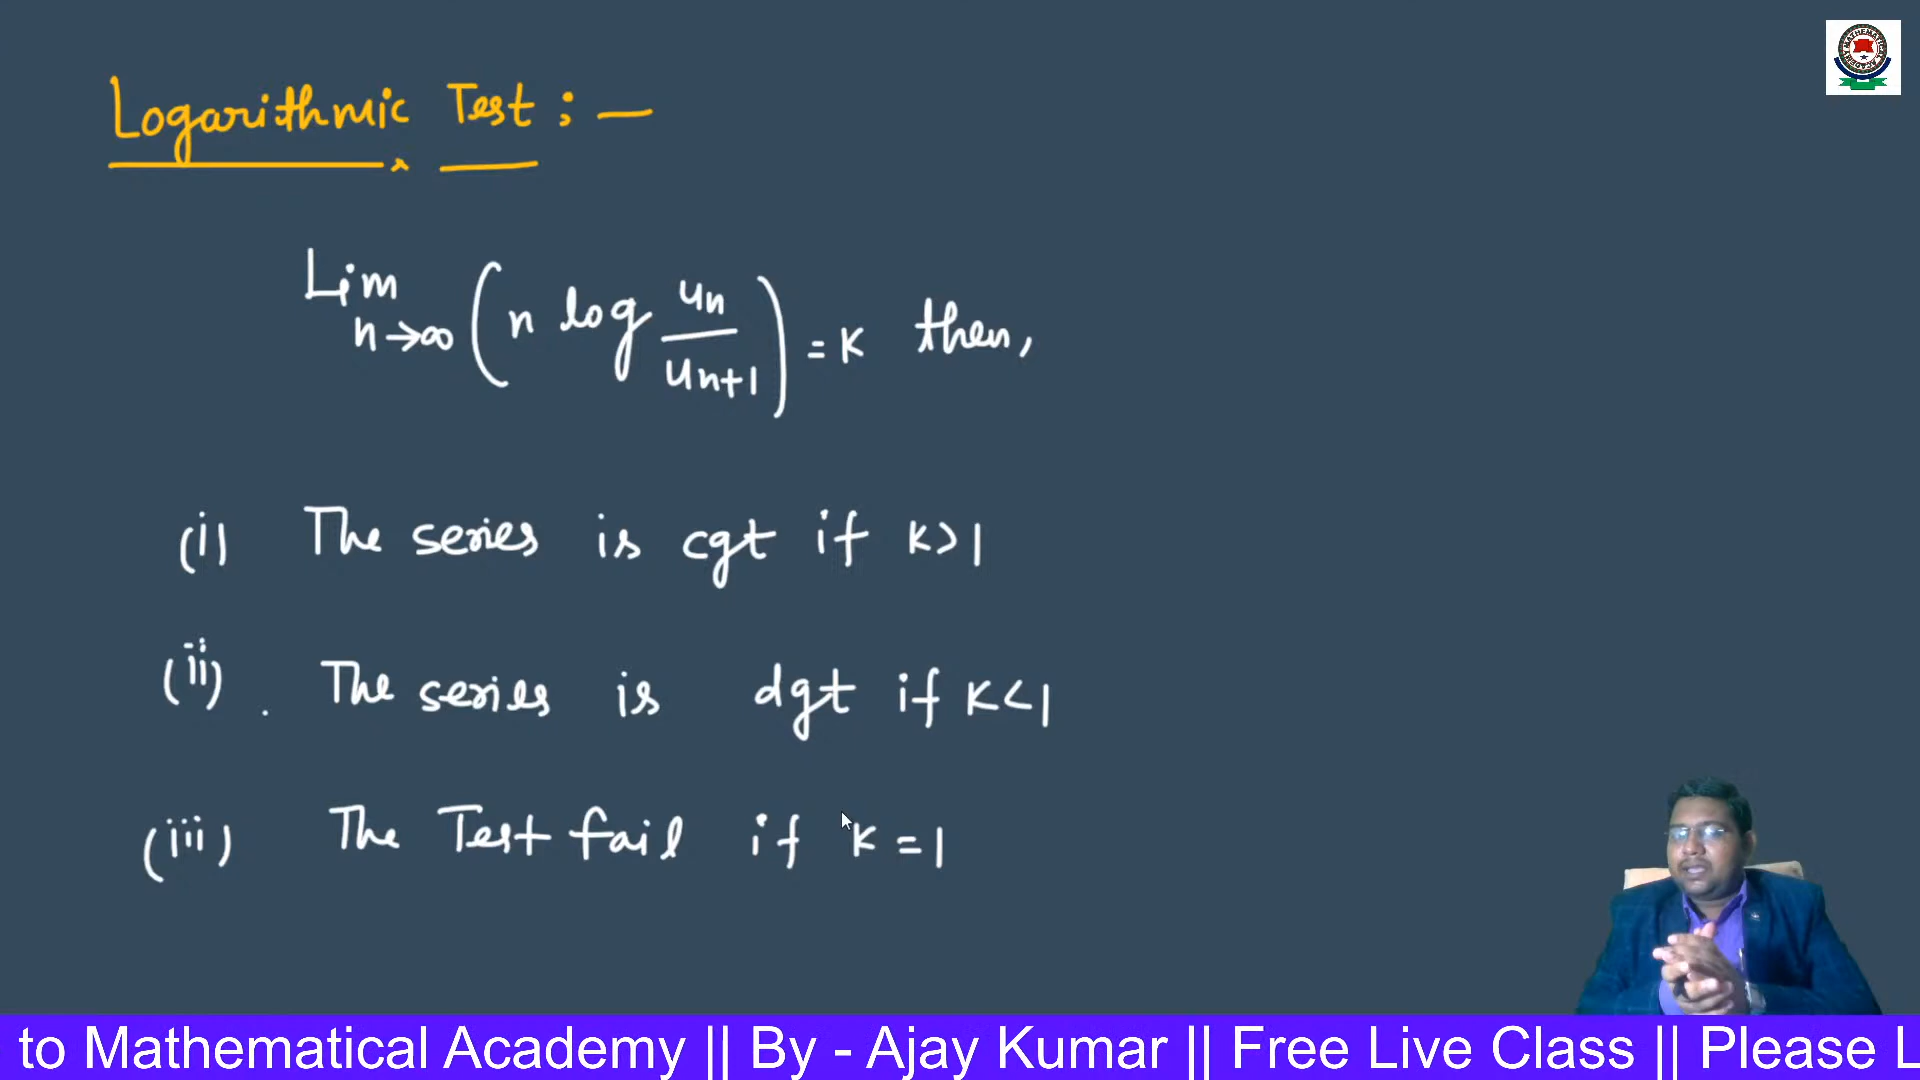 Logarithmic Test : —
Lim n→∞ ( n log un/un+1 ) = K then,
(i) The series is cgt if K>1
(ii) . The series is dgt if K<1
(iii) The Test fail if K = 1
to Mathematical Academy || By - Ajay Kumar || Free Live Class || Please L